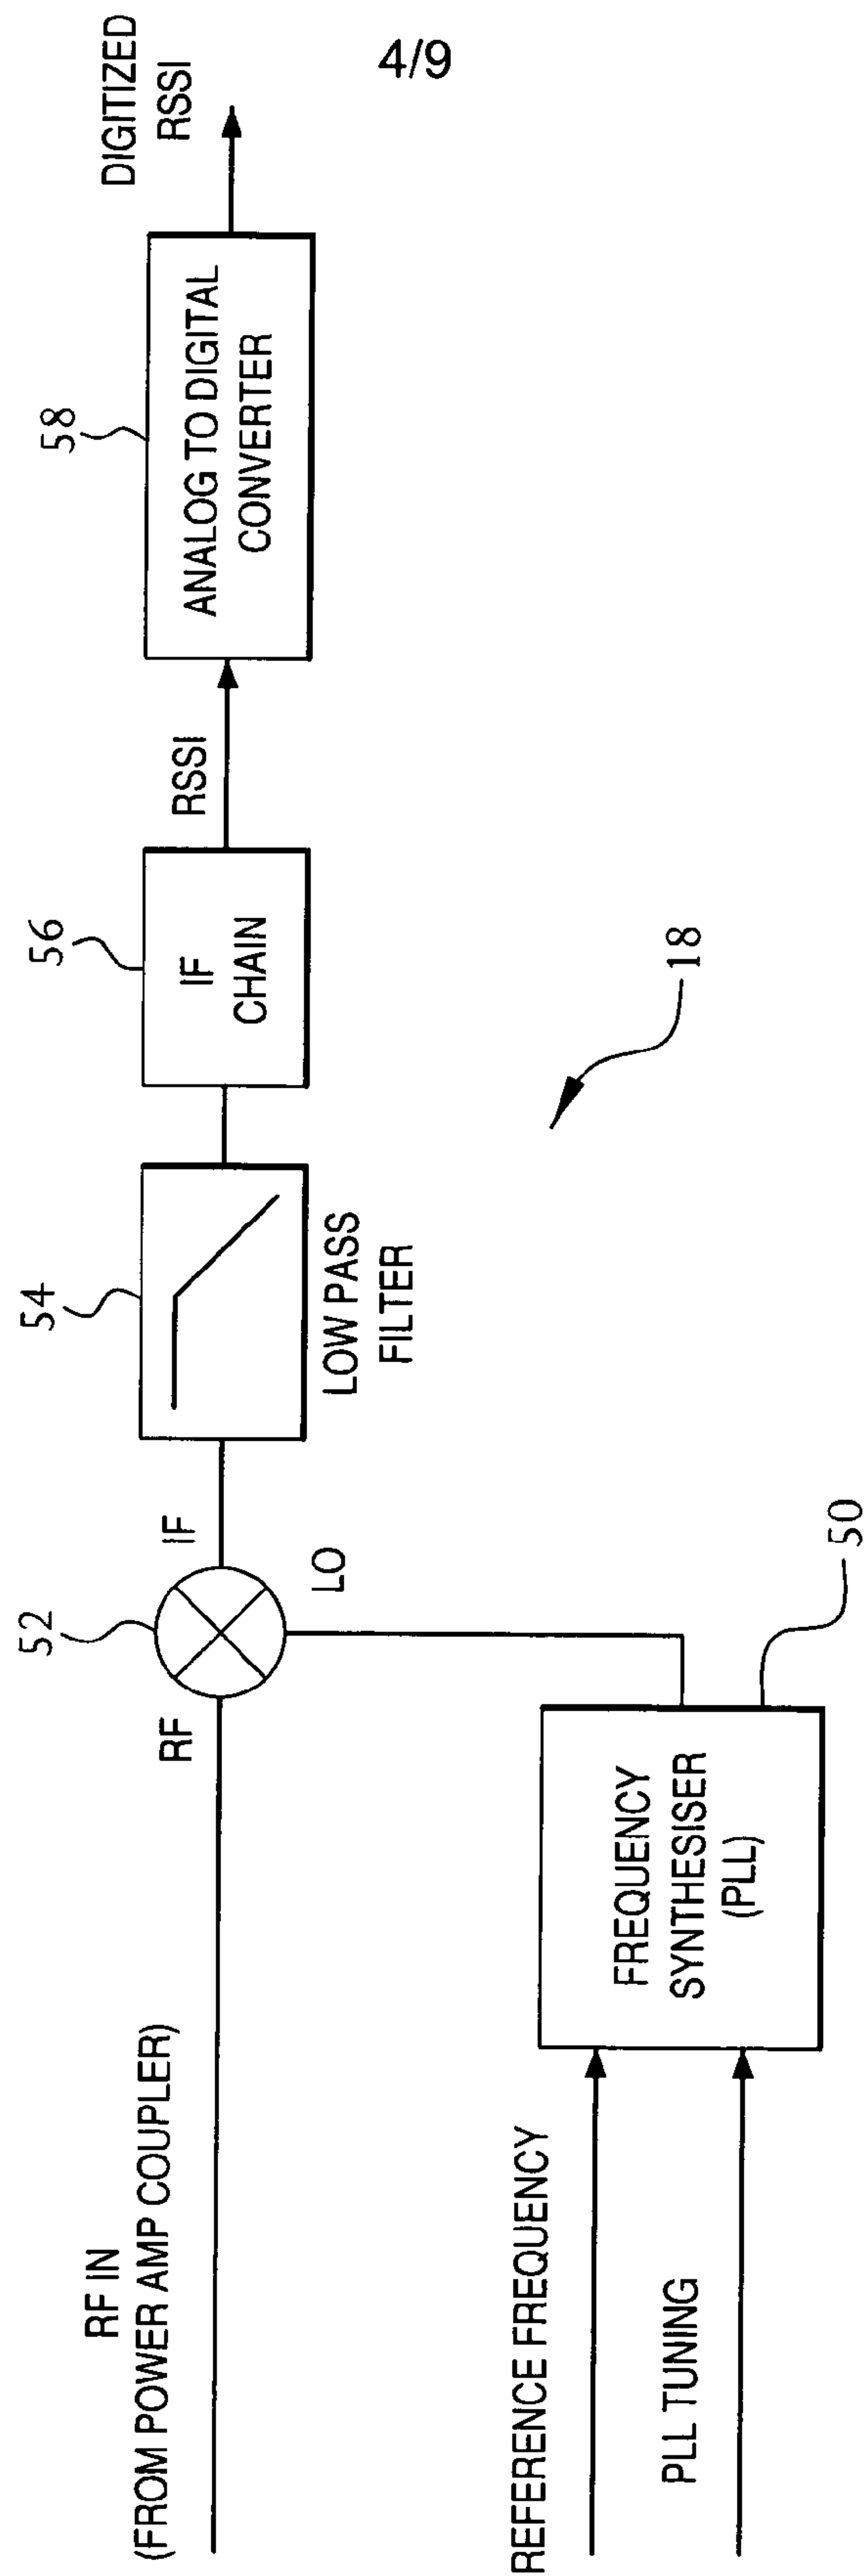 4/9
RF IN
(FROM POWER AMP COUPLER)
RF
52
IF
LO
54
LOW PASS
FILTER
56
IF
CHAIN
RSSI
58
ANALOG TO DIGITAL
CONVERTER
DIGITIZED
RSSI
REFERENCE FREQUENCY
PLL TUNING
FREQUENCY
SYNTHESISER
(PLL)
50
18